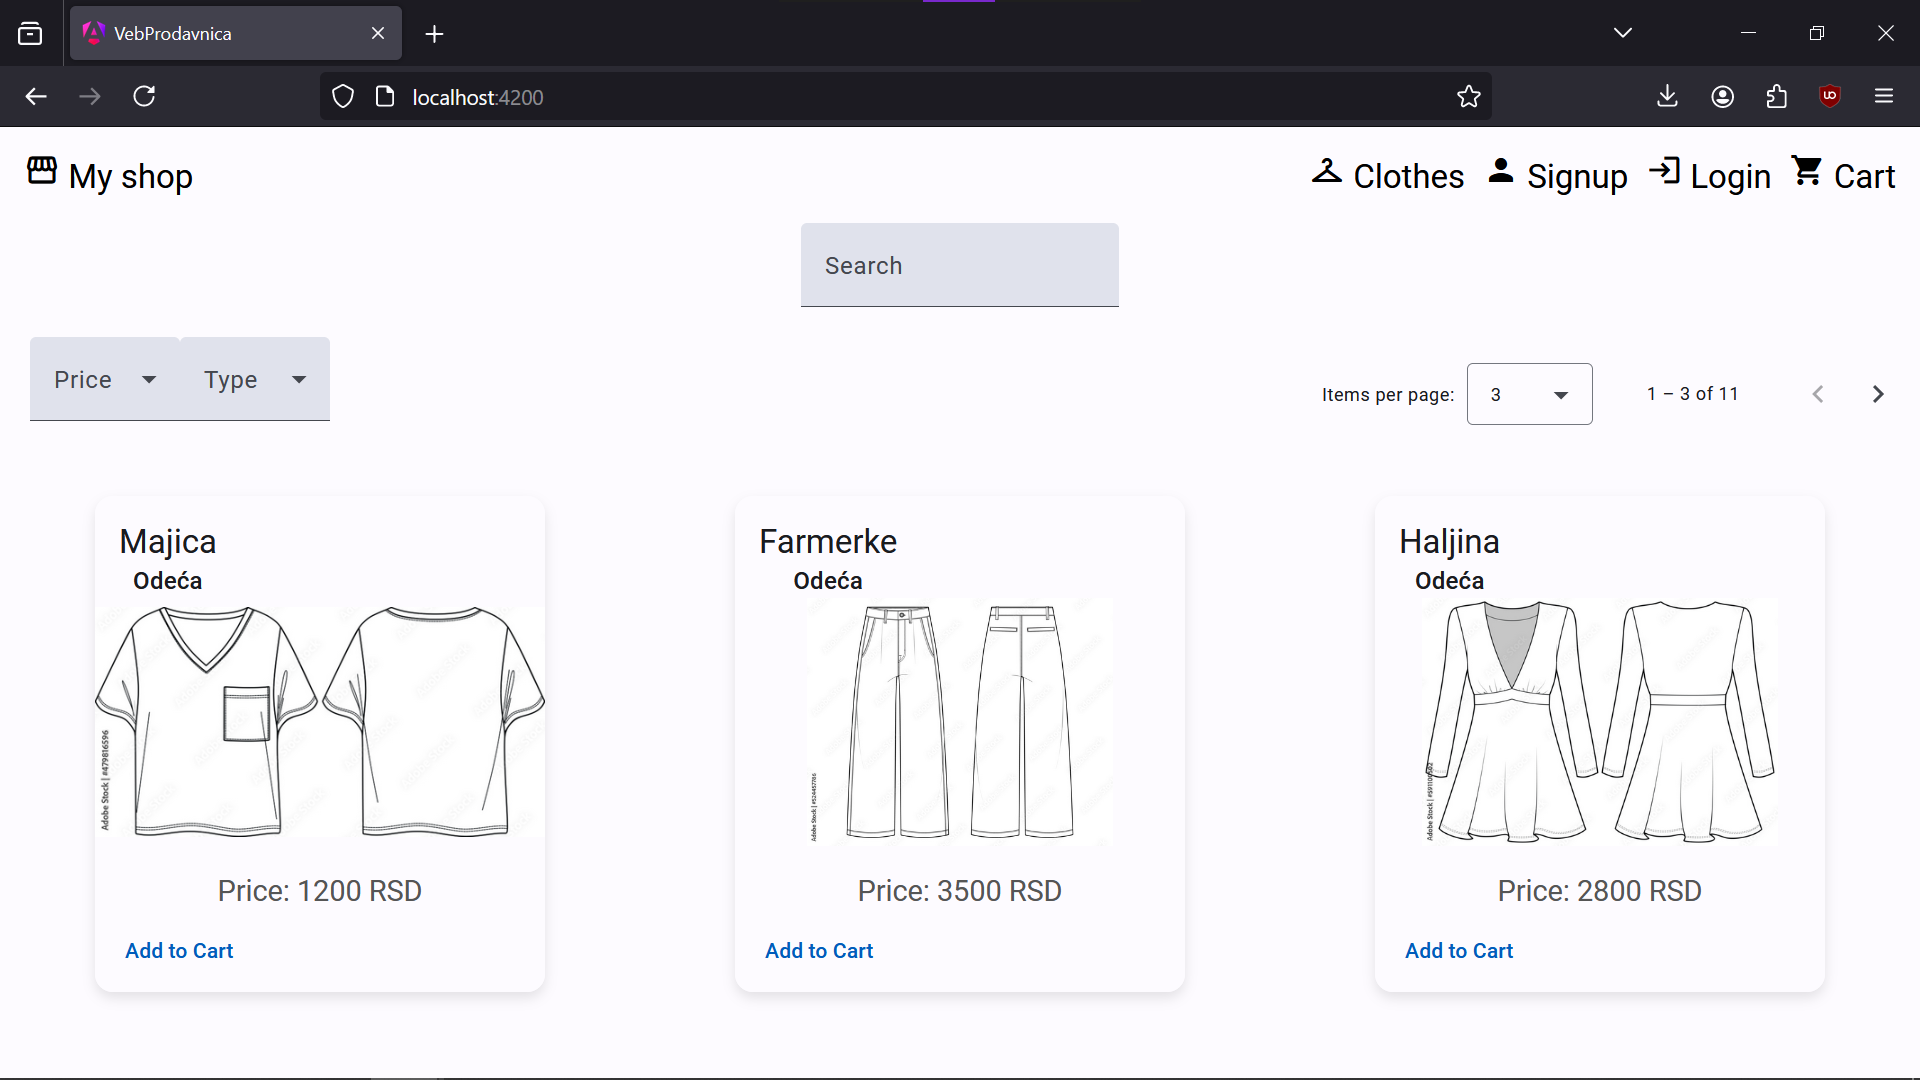 VebProdavnica
localhost:4200
My shop
Clothes Signup Login Cart
Search
Price Type
Items per page: 3 1 – 3 of 11
Majica
Odeća
Adobe Stock | #479816596
Price: 1200 RSD
Add to Cart
Farmerke
Odeća
Price: 3500 RSD
Add to Cart
Haljina
Odeća
Price: 2800 RSD
Add to Cart